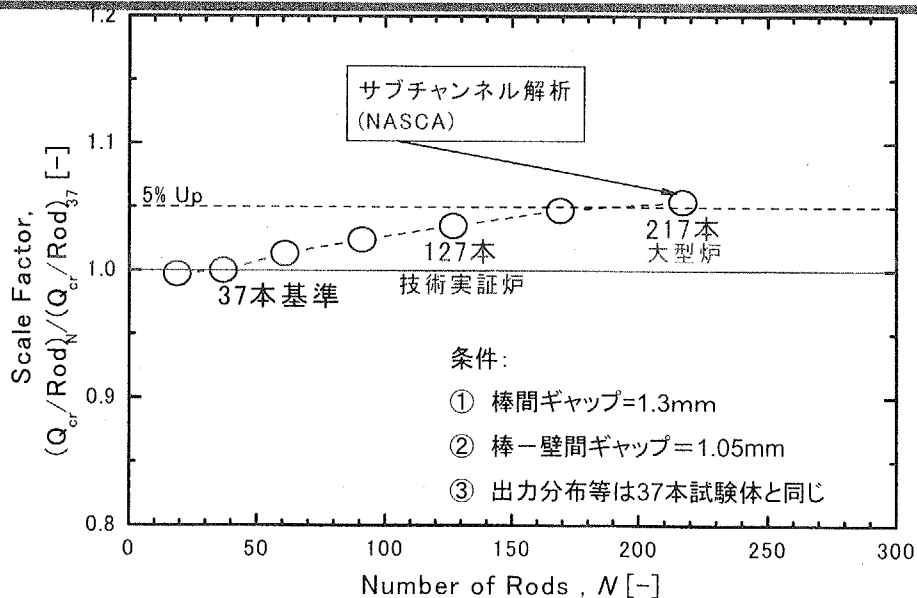 1.2
1.1
1.0
0.9
0.8
Scale Factor,
(Q_cr/Rod)_N/(Q_cr/Rod)_37 [-]
サブチャンネル解析
(NASCA)
5% Up
37本基準
127本
技術実証炉
217本
大型炉
条件:
① 棒間ギャップ=1.3mm
② 棒－壁間ギャップ＝1.05mm
③ 出力分布等は37本試験体と同じ
0 50 100 150 200 250 300
Number of Rods , N [-]